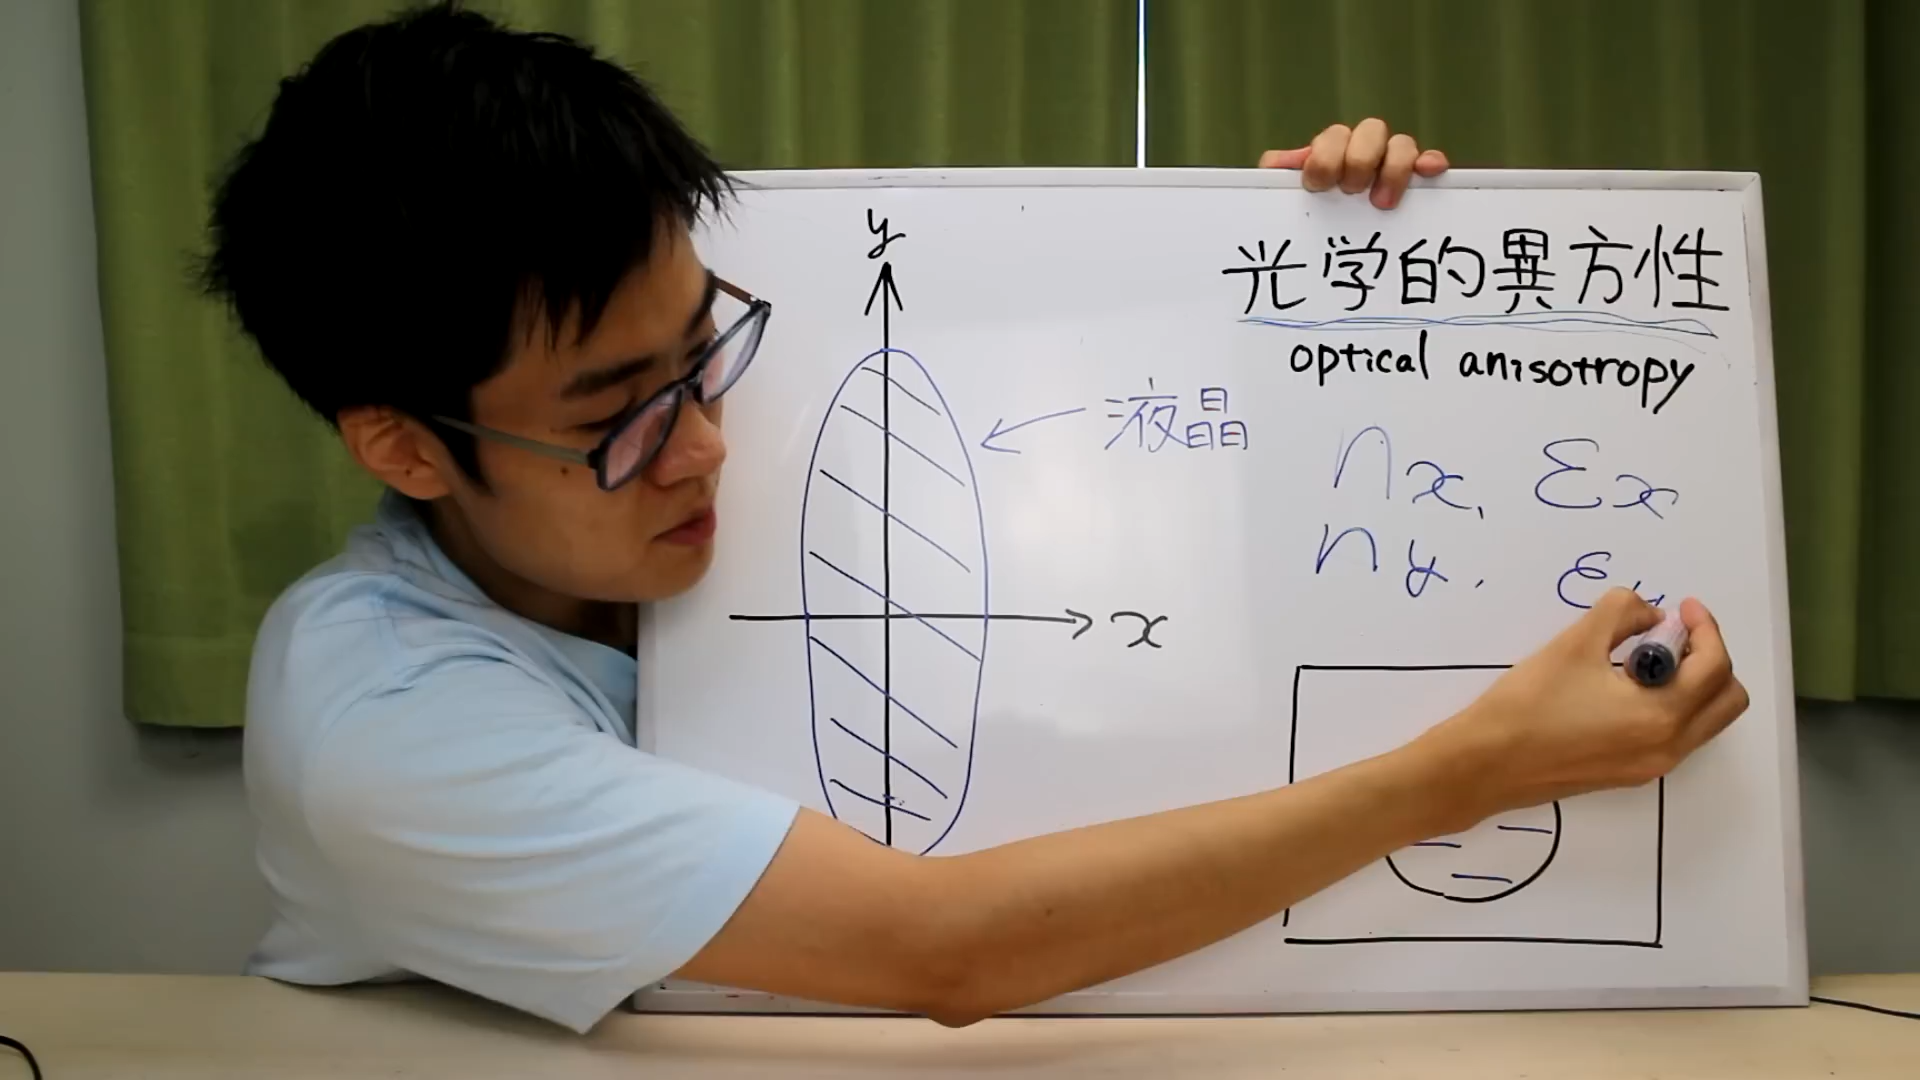 y
光学的異方性
optical anisotropy
液晶
nx, εx
ny, εy
x